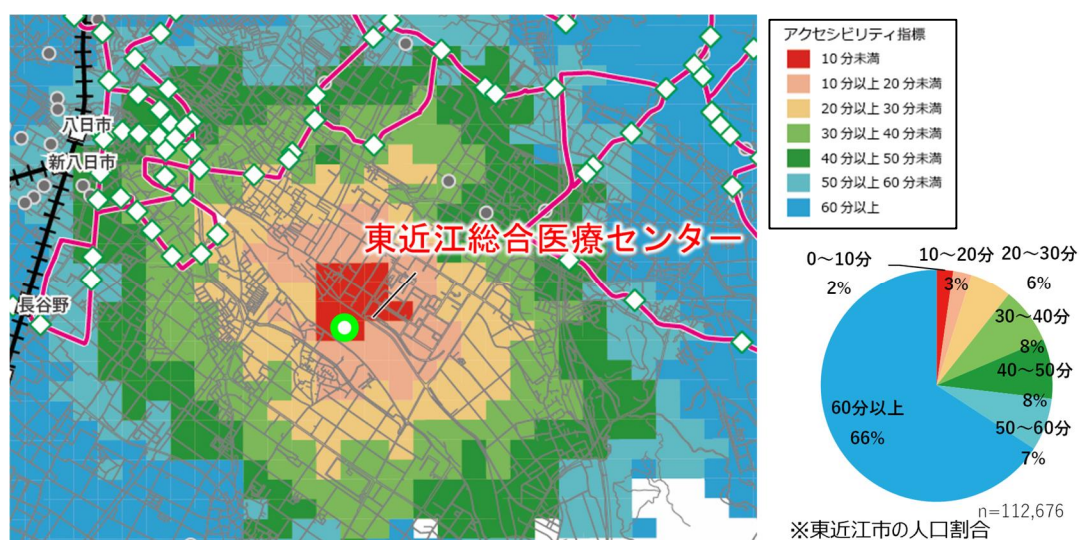 八日市
新八日市
長谷野
東近江総合医療センター
アクセシビリティ指標
10分未満
10分以上20分未満
20分以上30分未満
30分以上40分未満
40分以上50分未満
50分以上60分未満
60分以上
0～10分
2%
10～20分
3%
20～30分
6%
30～40分
8%
40～50分
8%
50～60分
7%
60分以上
66%
n=112,676
※東近江市の人口割合